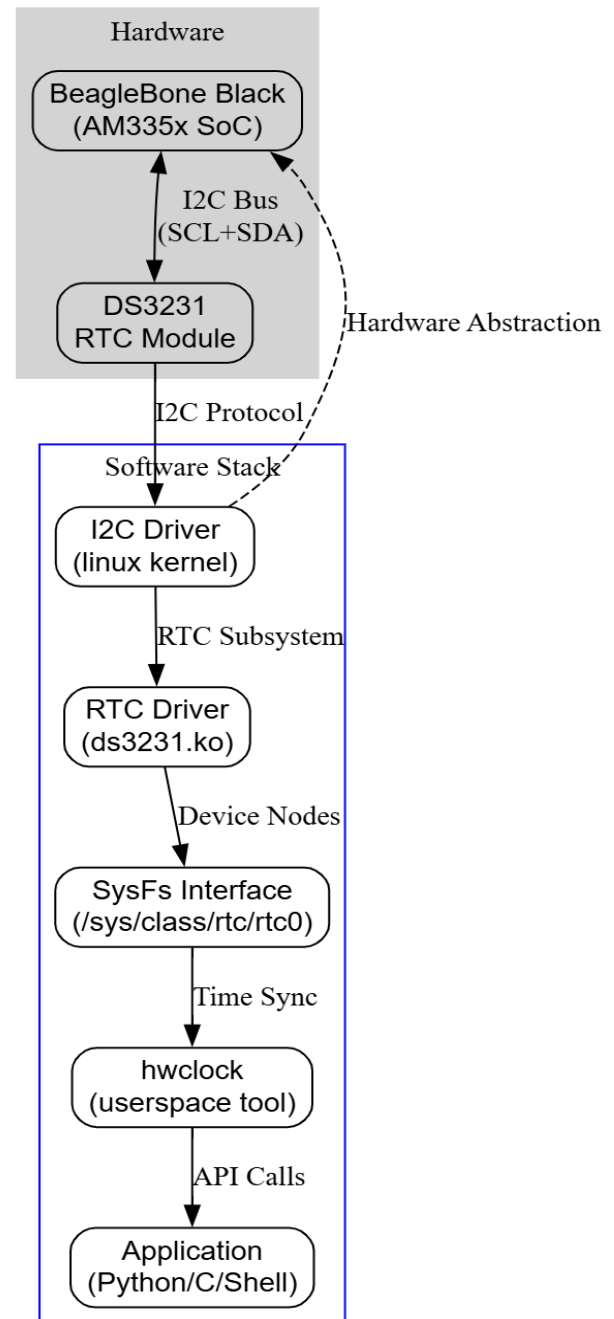 Hardware
BeagleBone Black
(AM335x SoC)
I2C Bus
(SCL+SDA)
DS3231
RTC Module
Hardware Abstraction
I2C Protocol
Software Stack
I2C Driver
(linux kernel)
RTC Subsystem
RTC Driver
(ds3231.ko)
Device Nodes
SysFs Interface
(/sys/class/rtc/rtc0)
Time Sync
hwclock
(userspace tool)
API Calls
Application
(Python/C/Shell)